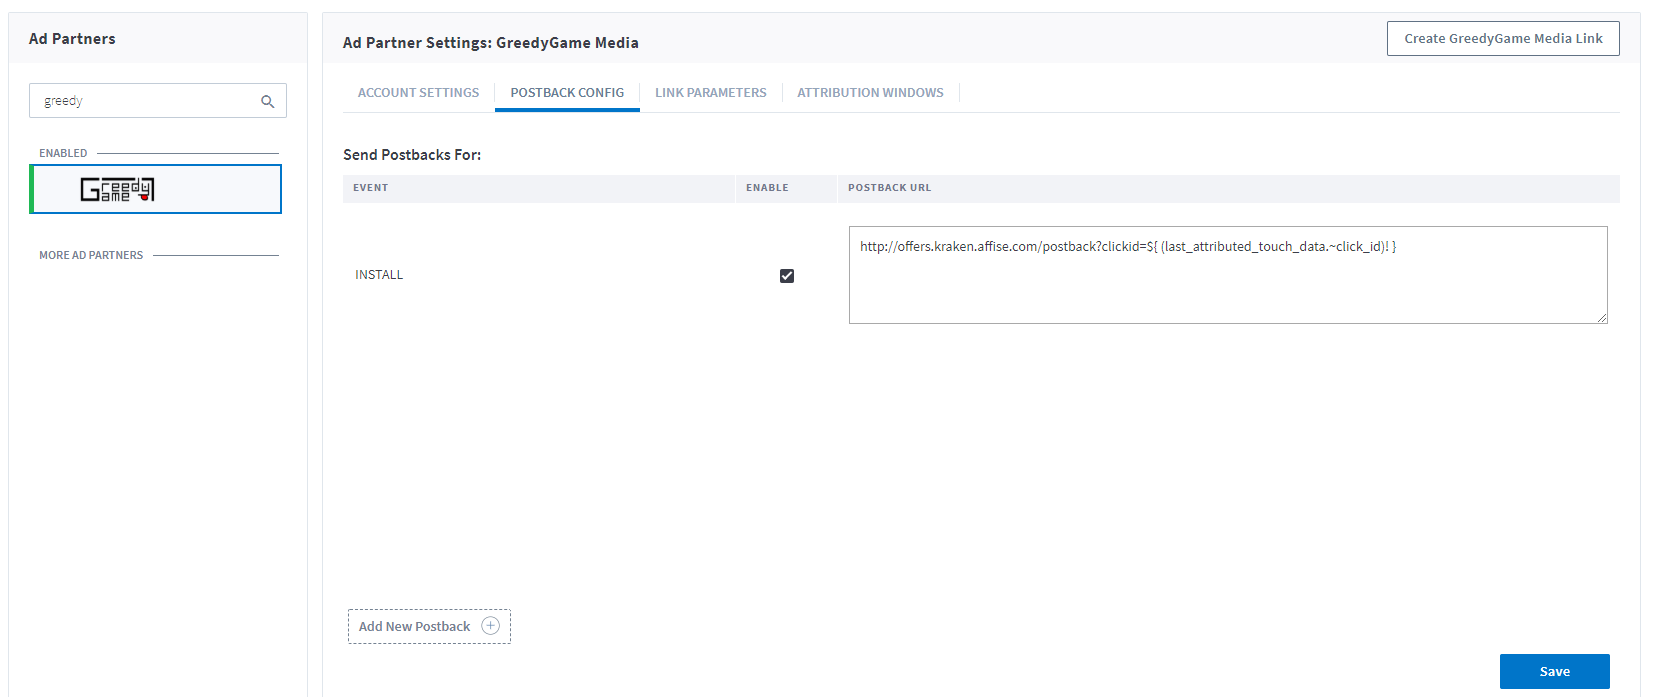 Ad Partners
greedy
ENABLED
Greedy
Game
MORE AD PARTNERS
Ad Partner Settings: GreedyGame Media
Create GreedyGame Media Link
ACCOUNT SETTINGS
POSTBACK CONFIG
LINK PARAMETERS
ATTRIBUTION WINDOWS
Send Postbacks For:
EVENT
ENABLE
POSTBACK URL
INSTALL
http://offers.kraken.affise.com/postback?clickid=${ (last_attributed_touch_data.~click_id)! }
Add New Postback
Save